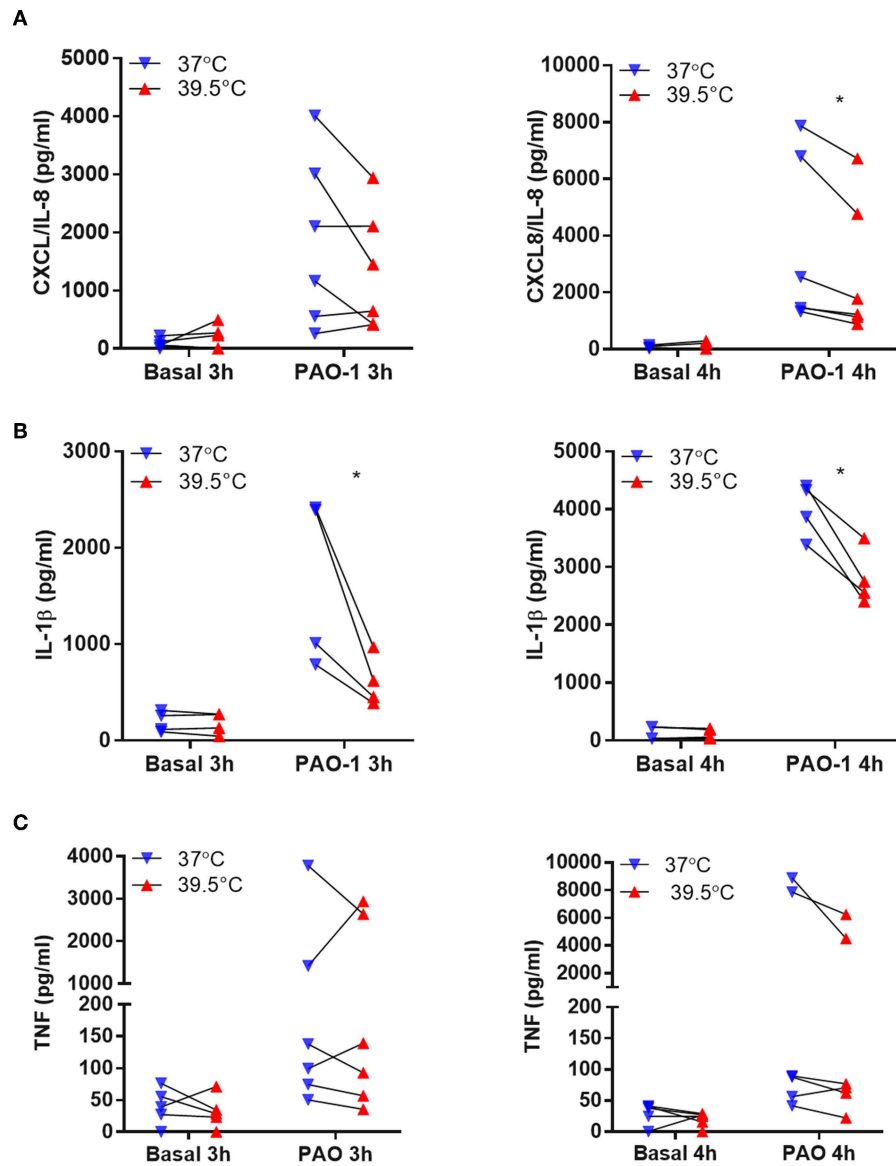 A
CXCL/IL-8 (pg/ml)
5000
4000
3000
2000
1000
0
37°C
39.5°C
Basal 3h
PAO-1 3h
CXCL8/IL-8 (pg/ml)
10000
8000
6000
4000
2000
0
37°C
39.5°C
*
Basal 4h
PAO-1 4h
B
IL-1β (pg/ml)
3000
2000
1000
0
37°C
39.5°C
*
Basal 3h
PAO-1 3h
IL-1β (pg/ml)
5000
4000
3000
2000
1000
0
37°C
39.5°C
*
Basal 4h
PAO-1 4h
C
TNF (pg/ml)
4000
3000
2000
1000
200
150
100
50
0
37°C
39.5°C
Basal 3h
PAO 3h
TNF (pg/ml)
10000
8000
6000
4000
2000
200
150
100
50
0
37°C
39.5°C
Basal 4h
PAO 4h